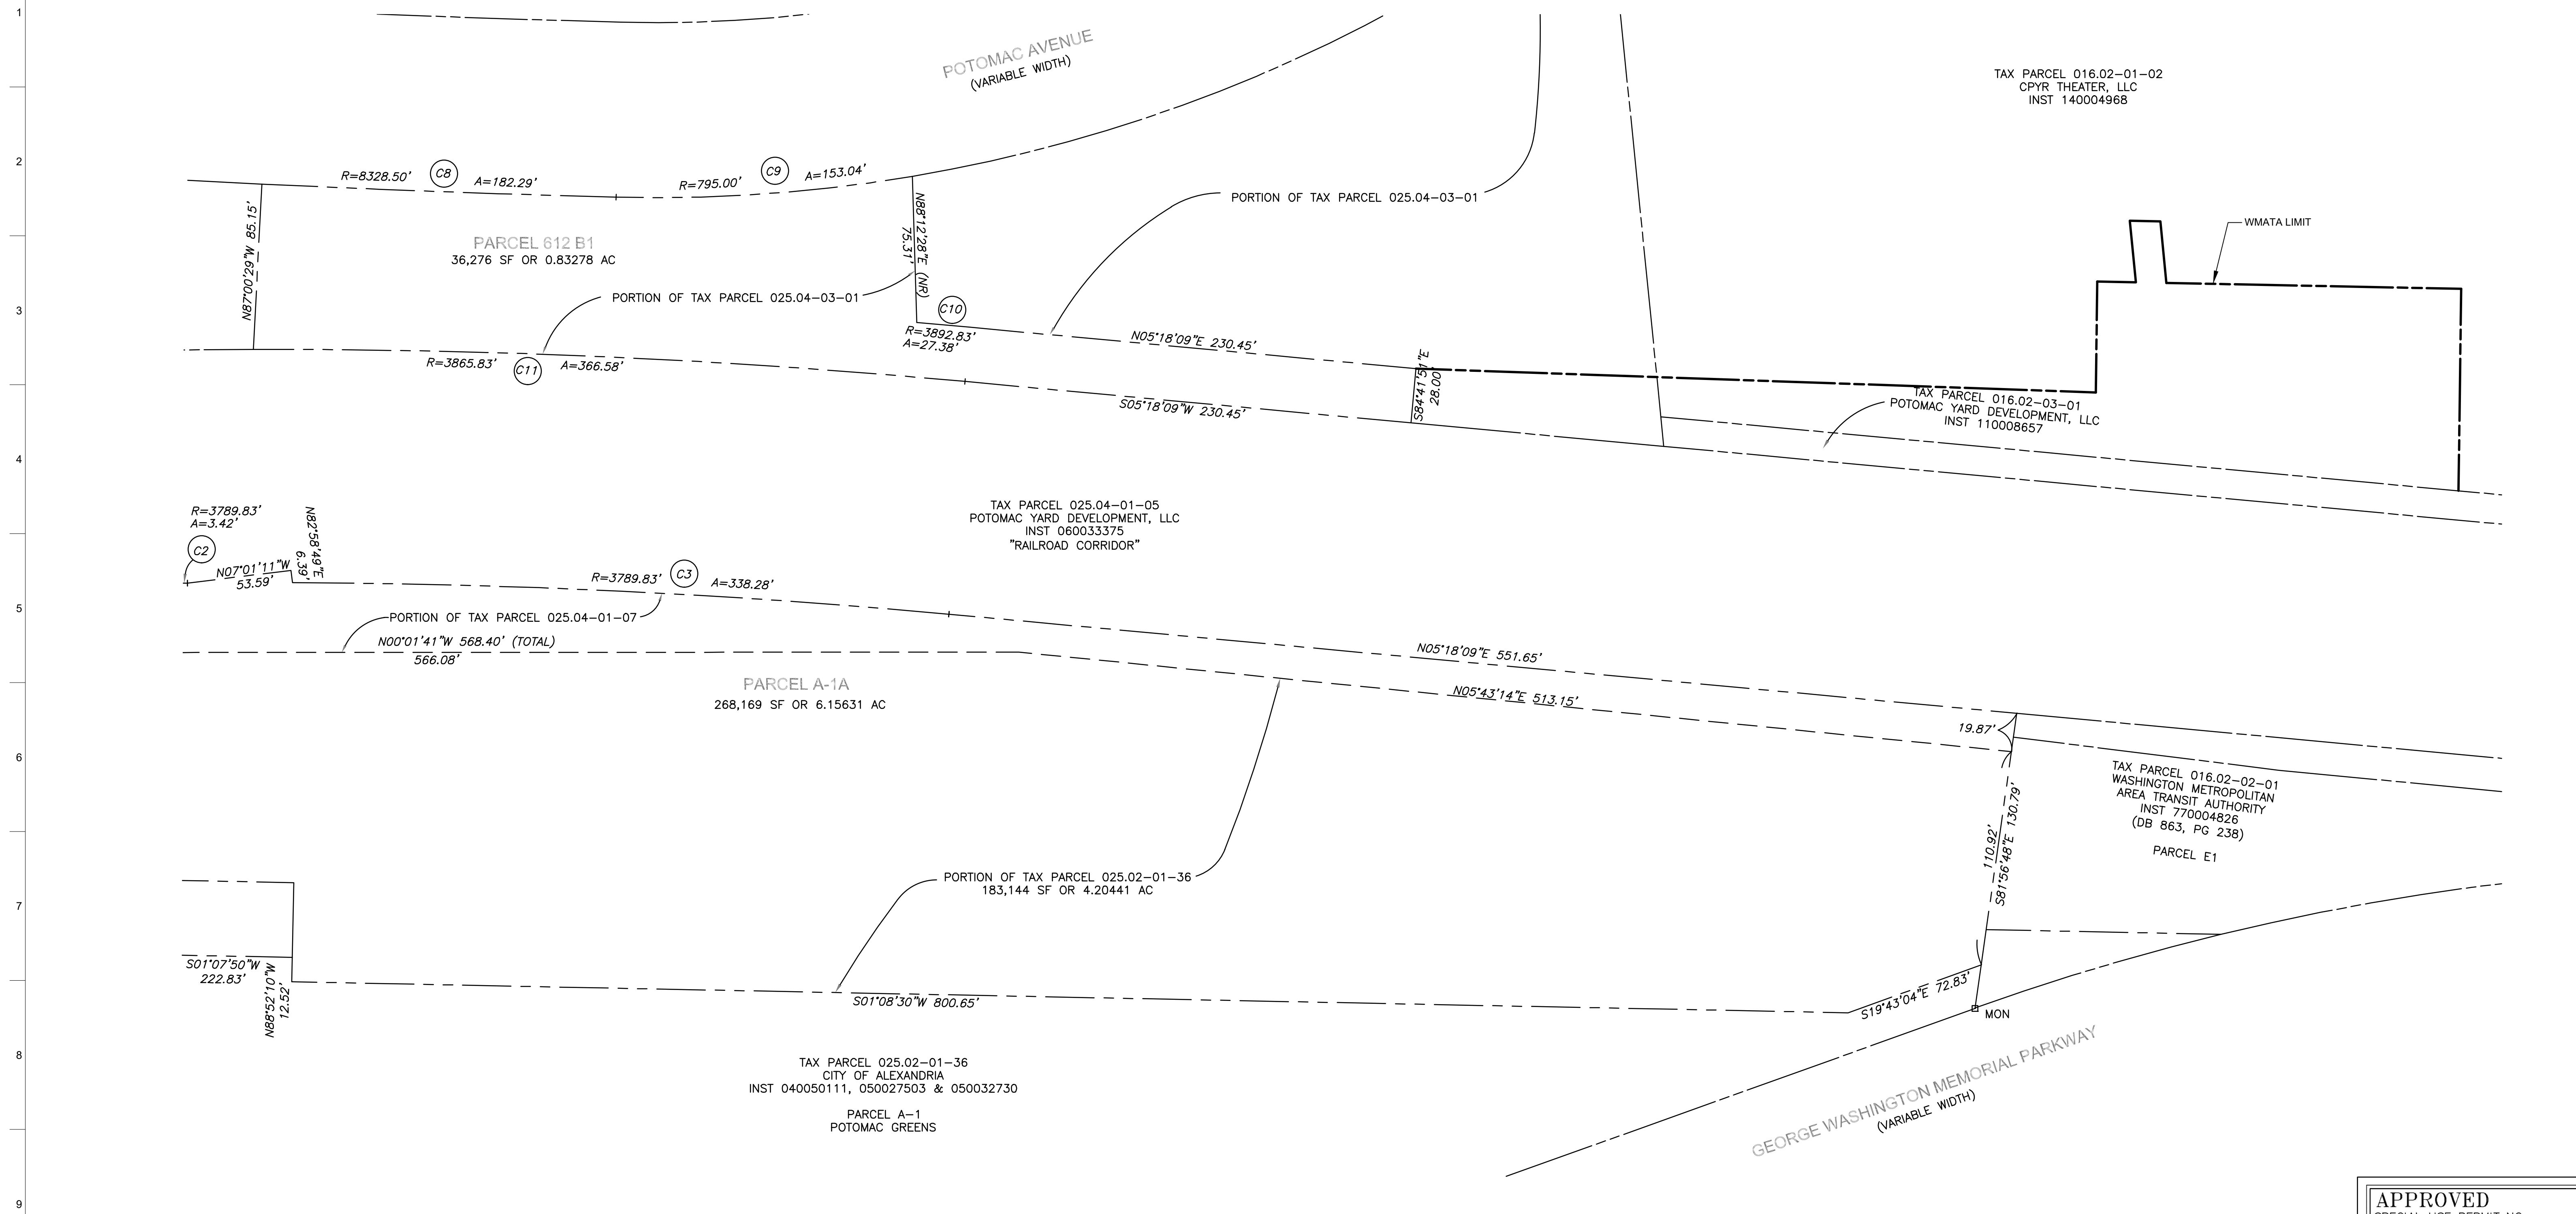 1
2
3
4
5
6
7
8
9
POTOMAC AVENUE
(VARIABLE WIDTH)
TAX PARCEL 016.02-01-02
CPYR THEATER, LLC
INST 140004968
R=8328.50'
C8
A=182.29'
R=795.00'
C9
A=153.04'
PORTION OF TAX PARCEL 025.04-03-01
WMATA LIMIT
N87°00'29"W 85.15'
PARCEL 612 B1
36,276 SF OR 0.83278 AC
N88°12'28"E (NR)
75.31'
PORTION OF TAX PARCEL 025.04-03-01
C10
R=3892.83'
A=27.38'
N05°18'09"E 230.45'
R=3865.83'
C11
A=366.58'
S84°41'51"E
28.00'
S05°18'09"W 230.45'
TAX PARCEL 016.02-03-01
POTOMAC YARD DEVELOPMENT, LLC
INST 110008657
R=3789.83'
A=3.42'
C2
N82°58'49"E
6.39'
N07°01'11"W
53.59'
TAX PARCEL 025.04-01-05
POTOMAC YARD DEVELOPMENT, LLC
INST 060033375
"RAILROAD CORRIDOR"
R=3789.83'
C3
A=338.28'
PORTION OF TAX PARCEL 025.04-01-07
N00°01'41"W 568.40' (TOTAL)
566.08'
PARCEL A-1A
268,169 SF OR 6.15631 AC
N05°18'09"E 551.65'
N05°43'14"E 513.15'
19.87'
TAX PARCEL 016.02-02-01
WASHINGTON METROPOLITAN
AREA TRANSIT AUTHORITY
INST 770004826
(DB 863, PG 238)
PARCEL E1
110.92'
S81°56'48"E 130.79'
PORTION OF TAX PARCEL 025.02-01-36
183,144 SF OR 4.20441 AC
S01°07'50"W
222.83'
N88°52'10"W
12.52'
S01°08'30"W 800.65'
S19°43'04"E 72.83'
MON
TAX PARCEL 025.02-01-36
CITY OF ALEXANDRIA
INST 040050111, 050027503 & 050032730
PARCEL A-1
POTOMAC GREENS
GEORGE WASHINGTON MEMORIAL PARKWAY
(VARIABLE WIDTH)
APPROVED
SPECIAL USE PERMIT NO.